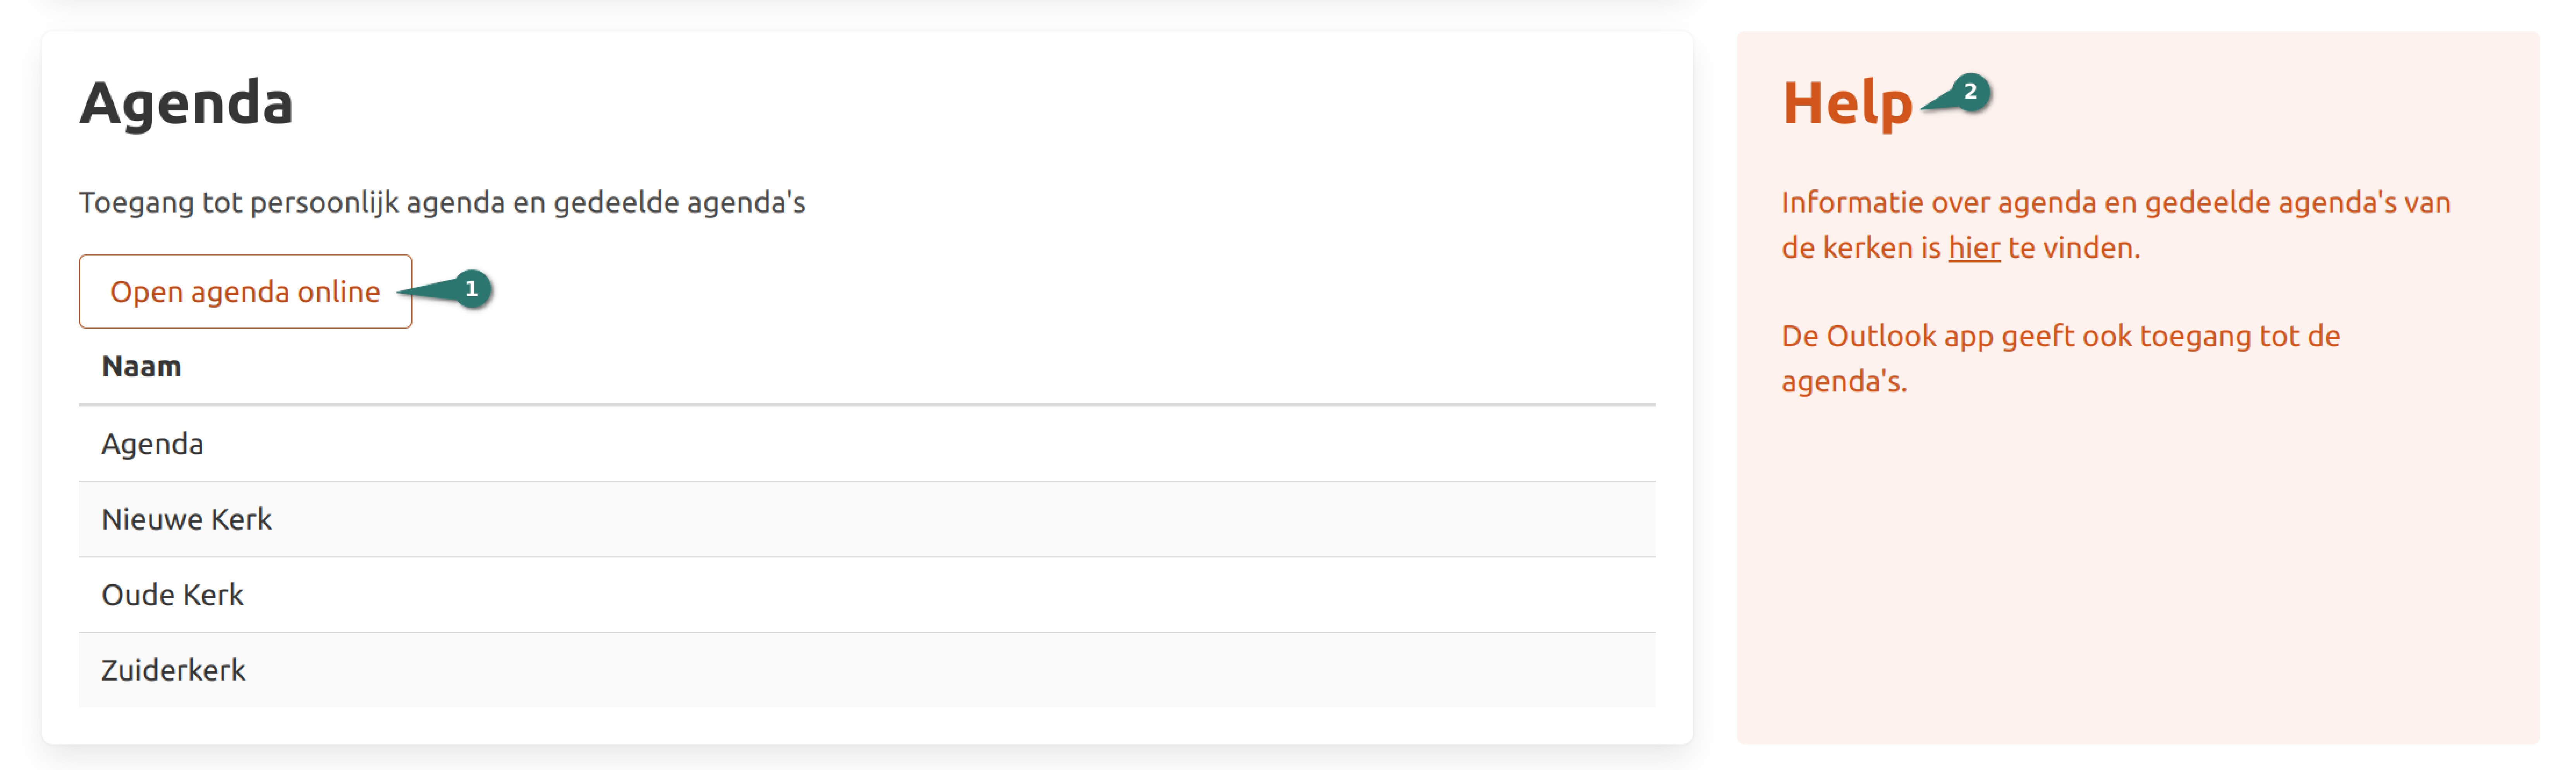 Agenda
Toegang tot persoonlijk agenda en gedeelde agenda's
Open agenda online
1
Naam
Agenda
Nieuwe Kerk
Oude Kerk
Zuiderkerk
Help
2
Informatie over agenda en gedeelde agenda's van
de kerken is hier te vinden.
De Outlook app geeft ook toegang tot de
agenda's.